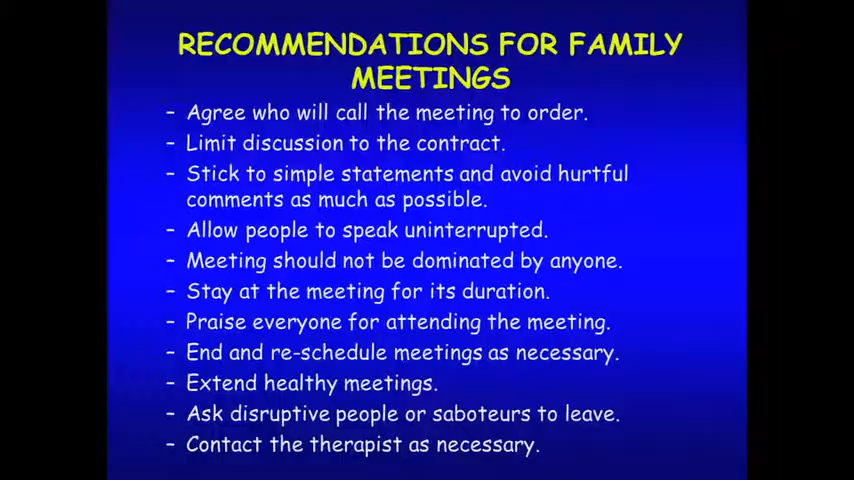 RECOMMENDATIONS FOR FAMILY
MEETINGS
– Agree who will call the meeting to order.
– Limit discussion to the contract.
– Stick to simple statements and avoid hurtful
comments as much as possible.
– Allow people to speak uninterrupted.
– Meeting should not be dominated by anyone.
– Stay at the meeting for its duration.
– Praise everyone for attending the meeting.
– End and re-schedule meetings as necessary.
– Extend healthy meetings.
– Ask disruptive people or saboteurs to leave.
– Contact the therapist as necessary.